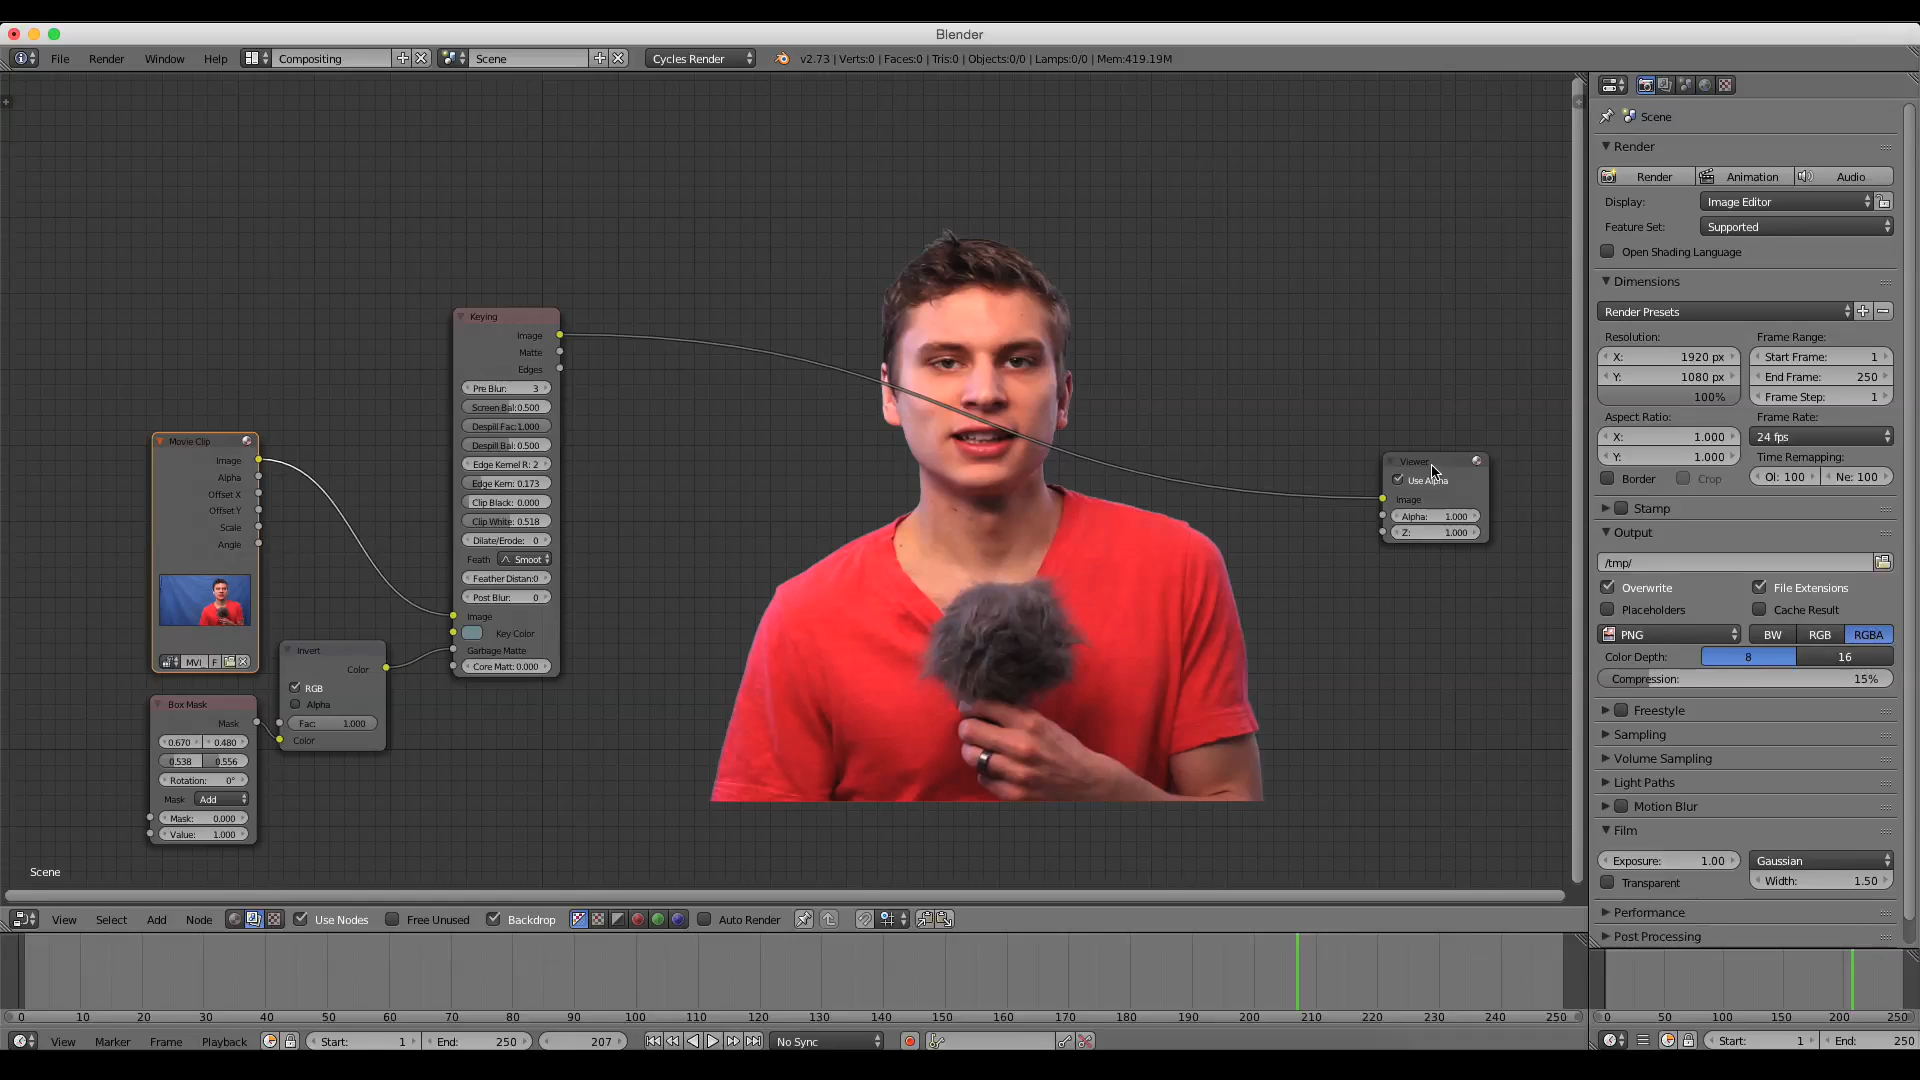 Blender
File Render Window Help Compositing Scene Cycles Render v2.73 | Verts:0 | Faces:0 | Tris:0 | Objects:0/0 | Lamps:0/0 | Mem:419.19M
Scene
Render
Render Animation Audio
Display: Image Editor
Feature Set: Supported
Open Shading Language
Dimensions
Render Presets
Resolution: Frame Range:
X: 1920 px Start Frame: 1
Y: 1080 px End Frame: 250
100% Frame Step: 1
Aspect Ratio: Frame Rate:
X: 1.000 24 fps
Y: 1.000 Time Remapping:
Border Crop Ol: 100 Ne: 100
Stamp
Output
/tmp/
Overwrite File Extensions
Placeholders Cache Result
PNG BW RGB RGBA
Color Depth: 8 16
Compression: 15%
Freestyle
Sampling
Volume Sampling
Light Paths
Motion Blur
Film
Exposure: 1.00 Gaussian
Transparent Width: 1.50
Performance
Post Processing
Keying
Image
Matte
Edges
Pre Blur: 3
Screen Bal:0.500
Despill Fac:1.000
Despill Bal:0.500
Edge Kernel R: 2
Edge Kern: 0.173
Clip Black: 0.000
Clip White: 0.518
Dilate/Erode: 0
Feath Smoot
Feather Distan:0
Post Blur: 0
Image
Key Color
Garbage Matte
Core Matt: 0.000
Movie Clip
Image
Alpha
Offset X
Offset Y
Scale
Angle
MVI F
Invert
Color
RGB
Alpha
Fac: 1.000
Color
Box Mask
Mask
0.670 0.480
0.538 0.556
Rotation: 0°
Mask Add
Mask: 0.000
Value: 1.000
Viewer
Use Alpha
Image
Alpha: 1.000
Z: 1.000
Scene
View Select Add Node Use Nodes Free Unused Backdrop Auto Render
0 10 20 30 40 50 60 70 80 90 100 110 120 130 140 150 160 170 180 190 200 210 220 230 240 250
0 50 100 150 200 250
View Marker Frame Playback Start: 1 End: 250 207 No Sync
Start: 1 End: 250